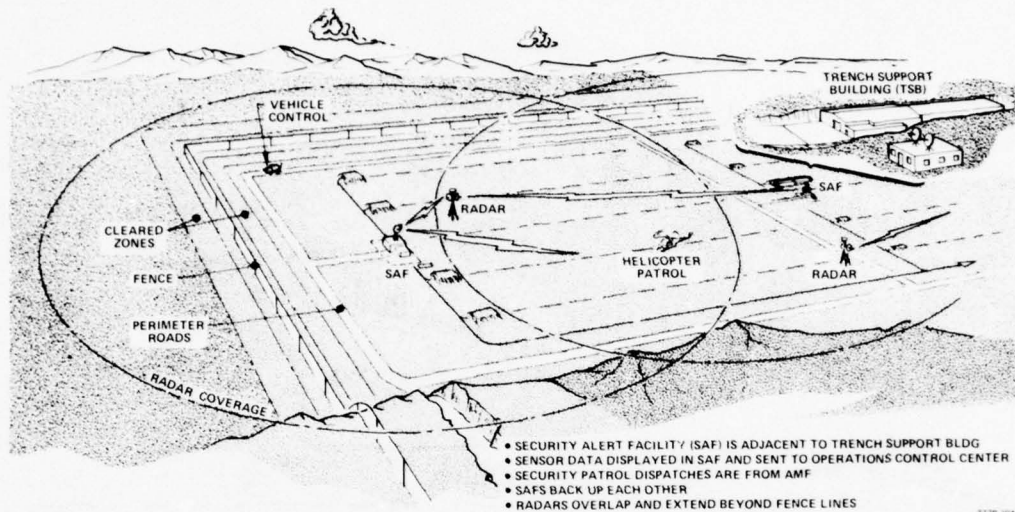 TRENCH SUPPORT
BUILDING (TSB)
VEHICLE
CONTROL
SAF
RADAR
CLEARED
ZONES
SAF
HELICOPTER
PATROL
RADAR
FENCE
PERIMETER
ROADS
RADAR COVERAGE
• SECURITY ALERT FACILITY (SAF) IS ADJACENT TO TRENCH SUPPORT BLDG
• SENSOR DATA DISPLAYED IN SAF AND SENT TO OPERATIONS CONTROL CENTER
• SECURITY PATROL DISPATCHES ARE FROM AMF
• SAFS BACK UP EACH OTHER
• RADARS OVERLAP AND EXTEND BEYOND FENCE LINES